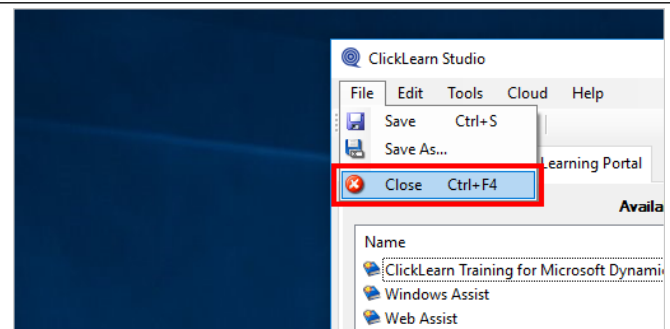 ClickLearn Studio
File Edit Tools Cloud Help
Save Ctrl+S
Save As...
Learning Portal
Close Ctrl+F4
Availa
Name
ClickLearn Training for Microsoft Dynami
Windows Assist
Web Assist